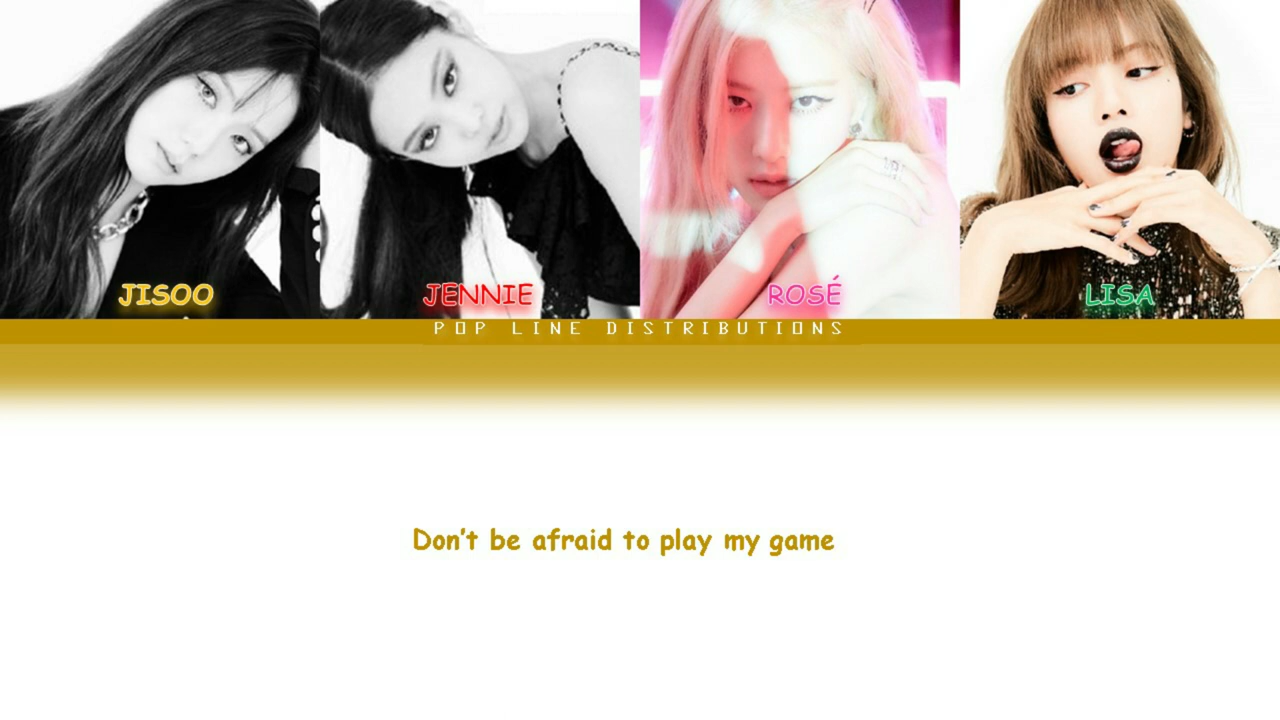 JISOO JENNIE ROSÉ LISA
POP LINE DISTRIBUTIONS
Don't be afraid to play my game